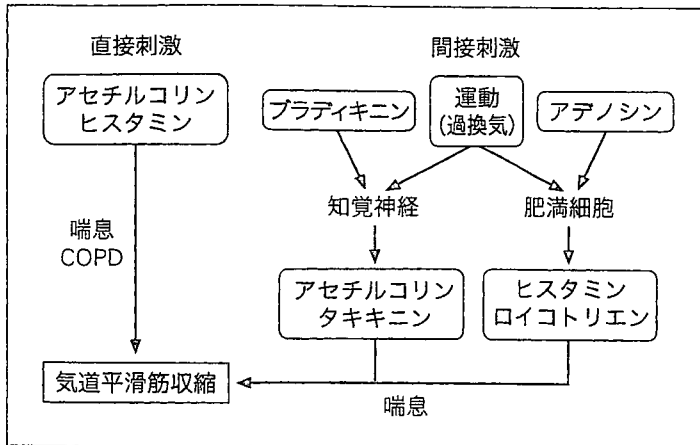 直接刺激
間接刺激
アセチルコリン
ヒスタミン
ブラディキニン
運動
(過換気)
アデノシン
知覚神経
肥満細胞
喘息
COPD
アセチルコリン
タキキニン
ヒスタミン
ロイコトリエン
気道平滑筋収縮
喘息